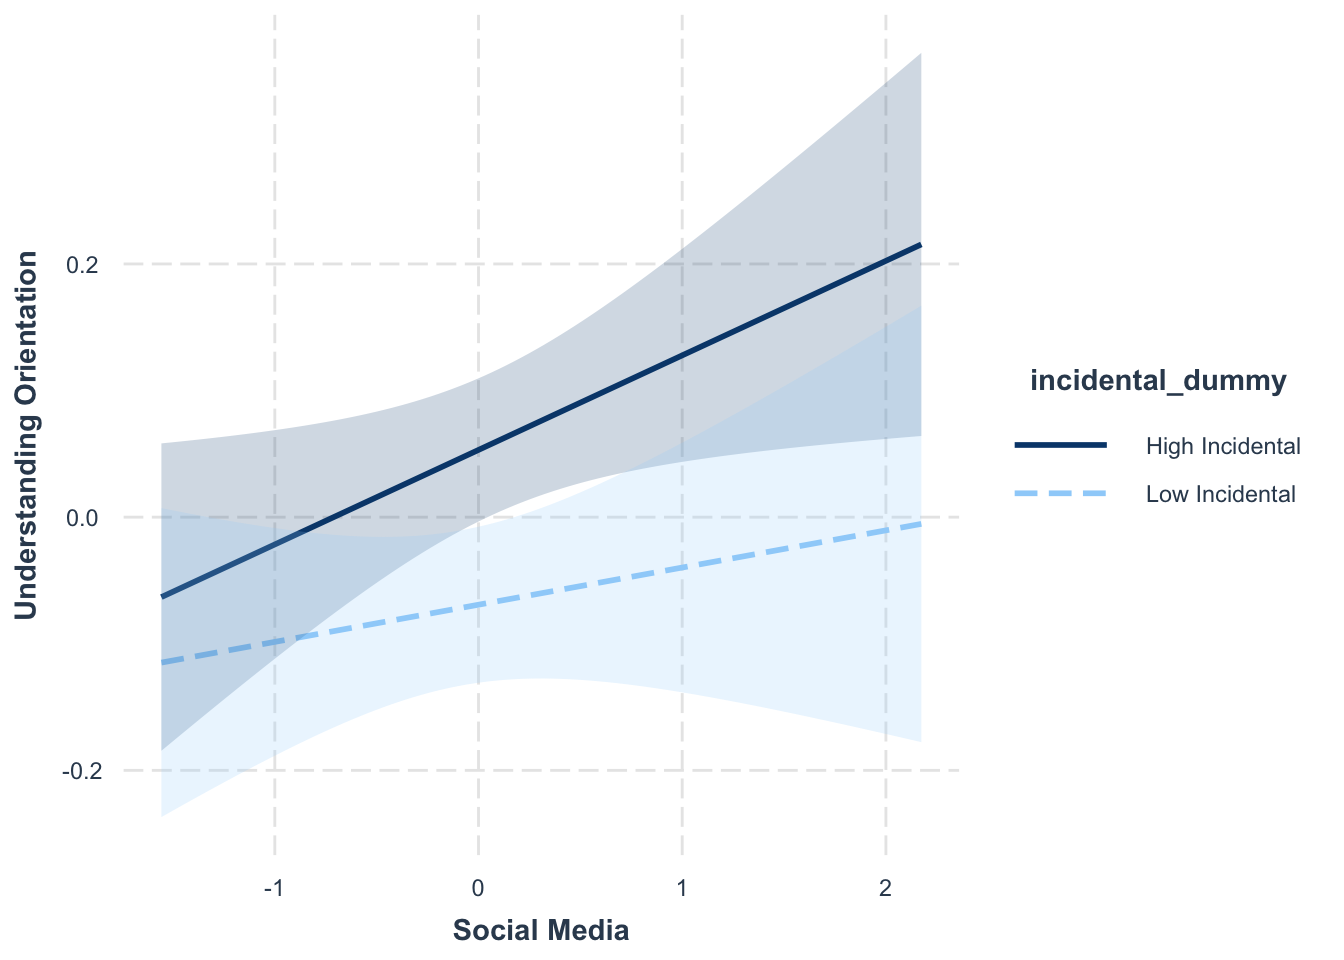 Understanding Orientation
0.2
0.0
-0.2
-1
0
1
2
Social Media
incidental_dummy
High Incidental
Low Incidental